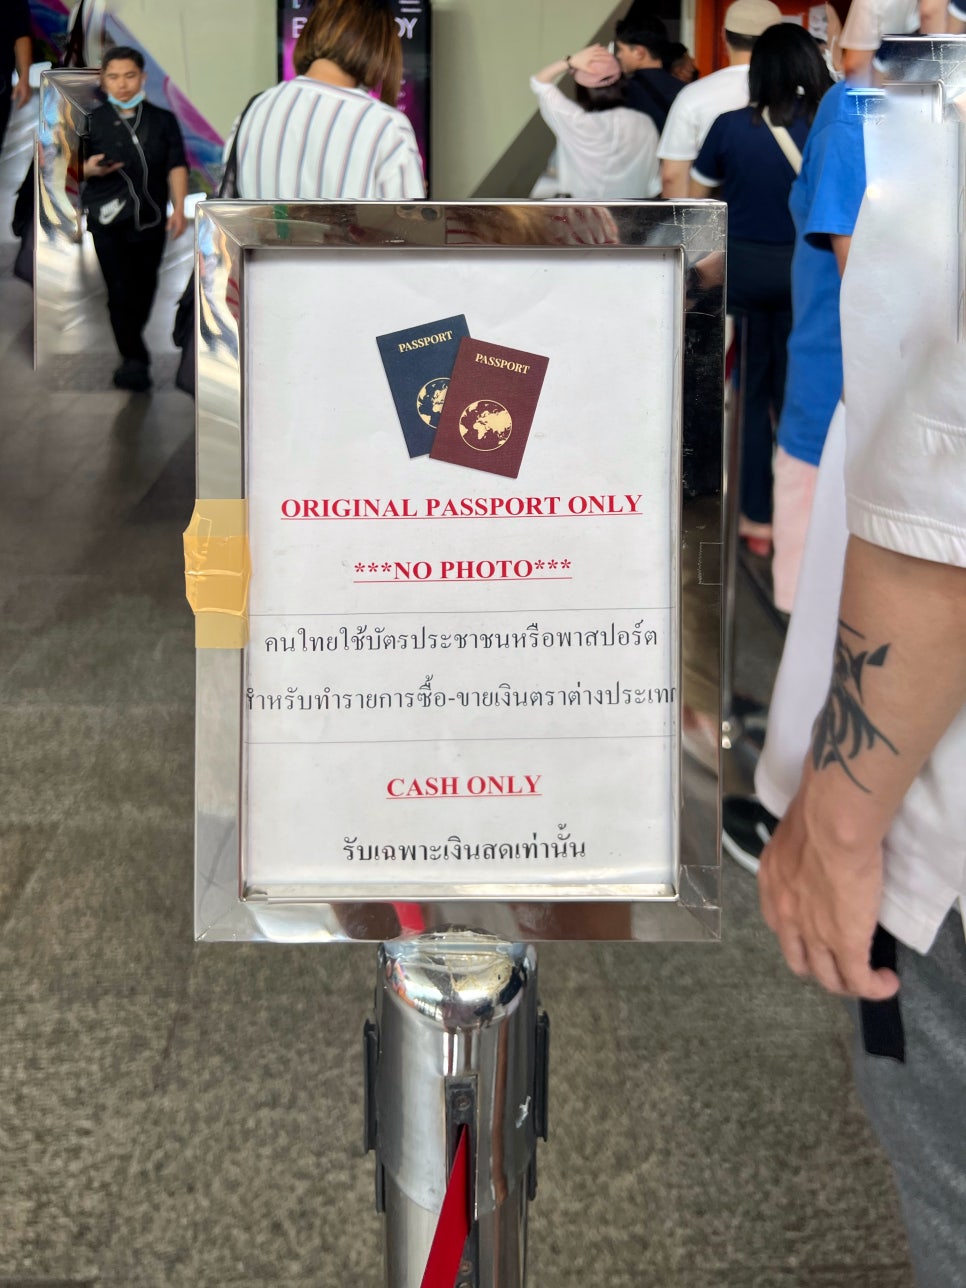 PASSPORT
PASSPORT
ORIGINAL PASSPORT ONLY
***NO PHOTO***
คนไทยใช้บัตรประชาชนหรือพาสปอร์ต
สำหรับทำรายการซื้อ-ขายเงินตราต่างประเทศ
CASH ONLY
รับเฉพาะเงินสดเท่านั้น